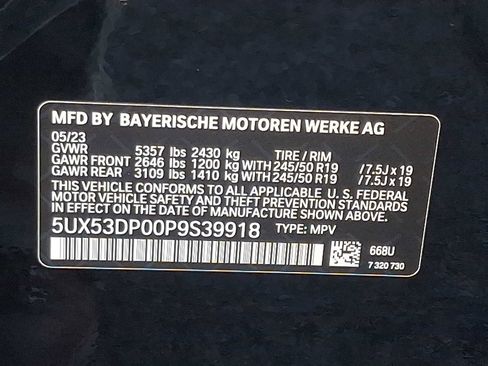 MFD BY BAYERISCHE MOTOREN WERKE AG
05/23
GVWR 5357 lbs 2430 kg TIRE / RIM
GAWR FRONT 2646 lbs 1200 kg WITH 245/50 R19 / 7.5J x 19
GAWR REAR 3109 lbs 1410 kg WITH 245/50 R19 / 7.5J x 19
THIS VEHICLE CONFORMS TO ALL APPLICABLE U. S. FEDERAL
MOTOR VEHICLE SAFETY AND THEFT PREVENTION STANDARDS
IN EFFECT ON THE DATE OF MANUFACTURE SHOWN ABOVE.
5UX53DP00P9S39918 TYPE: MPV
668U
7 320 730